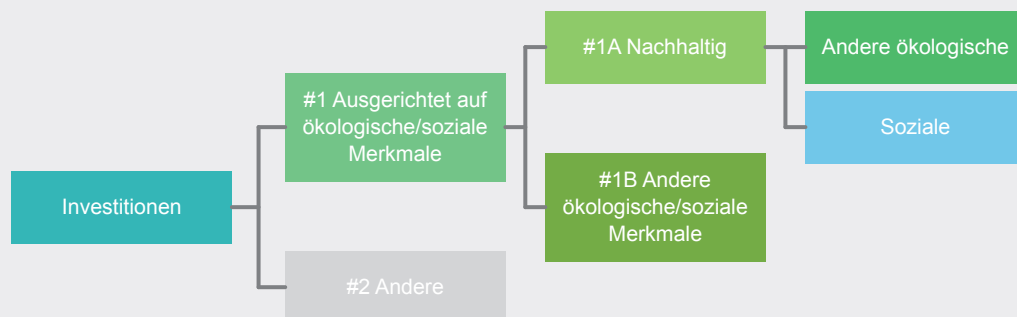 Investitionen
#1 Ausgerichtet auf
ökologische/soziale
Merkmale
#2 Andere
#1A Nachhaltig
#1B Andere
ökologische/soziale
Merkmale
Andere ökologische
Soziale